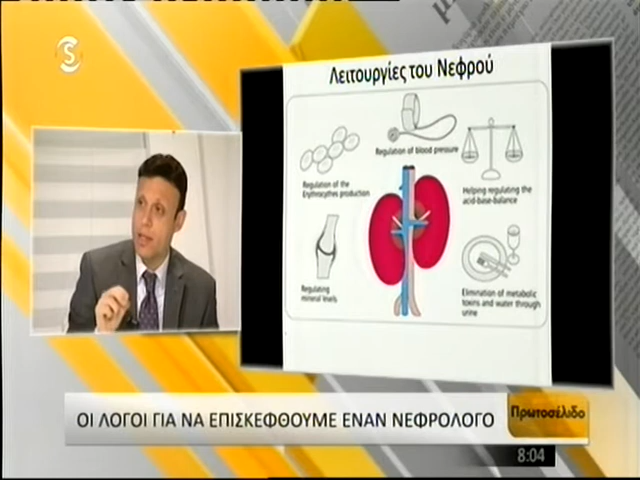 Λειτουργίες του Νεφρού
Regulation of blood pressure
Regulation of the
Erythrocythes production
Helping regulating the
acid-base-balance
Regulating
mineral levels
Elimination of metabolic
toxins and water through
urine
ΟΙ ΛΟΓΟΙ ΓΙΑ ΝΑ ΕΠΙΣΚΕΦΘΟΥΜΕ ΕΝΑΝ ΝΕΦΡΟΛΟΓΟ
Πρωτοσέλιδο
8:04